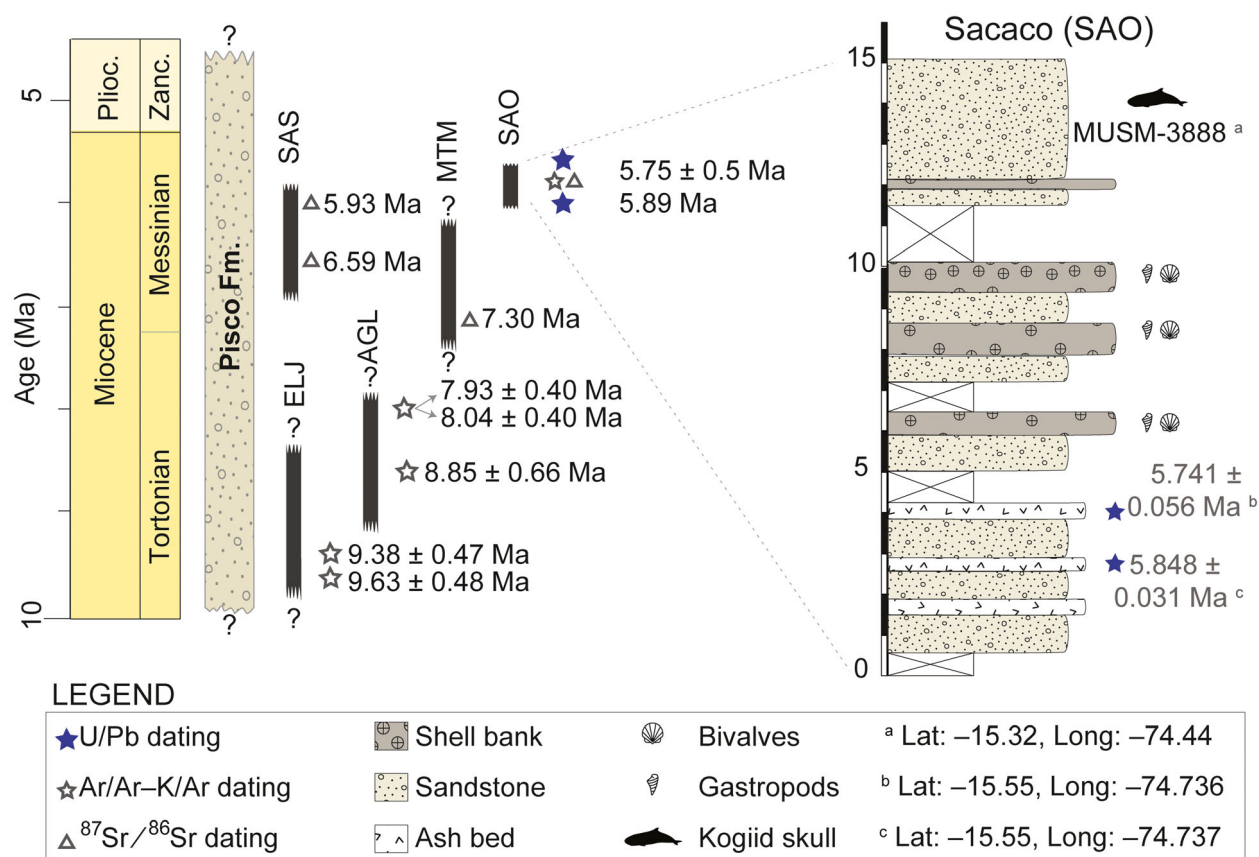 Sacaco (SAO)
Age (Ma)
5
10
Plioc.
Zanc.
Miocene
Messinian
Tortonian
?
Pisco Fm.
?
SAS
5.93 Ma
6.59 Ma
ELJ
?
9.38 ± 0.47 Ma
9.63 ± 0.48 Ma
?
AGL
?
7.93 ± 0.40 Ma
8.04 ± 0.40 Ma
8.85 ± 0.66 Ma
MTM
?
7.30 Ma
?
SAO
5.75 ± 0.5 Ma
5.89 Ma
15
10
5
0
MUSM-3888 a
5.741 ±
0.056 Ma b
5.848 ±
0.031 Ma c
LEGEND
U/Pb dating
Ar/Ar–K/Ar dating
87Sr/86Sr dating
Shell bank
Sandstone
Ash bed
Bivalves
Gastropods
Kogiid skull
a Lat: –15.32, Long: –74.44
b Lat: –15.55, Long: –74.736
c Lat: –15.55, Long: –74.737